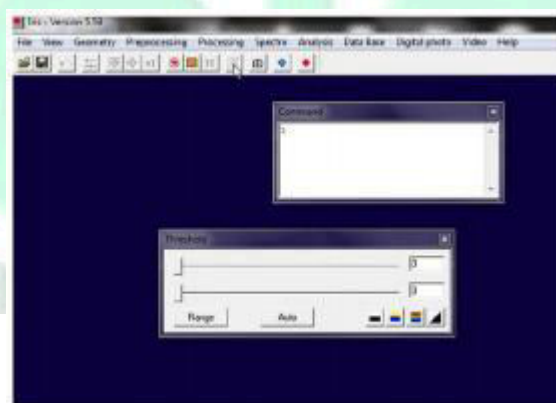 Iris - Version 5.59
File View Geometry Preprocessing Processing Spectro Analysis Data Base Digital photo Video Help
Command
Threshold
Range Auto